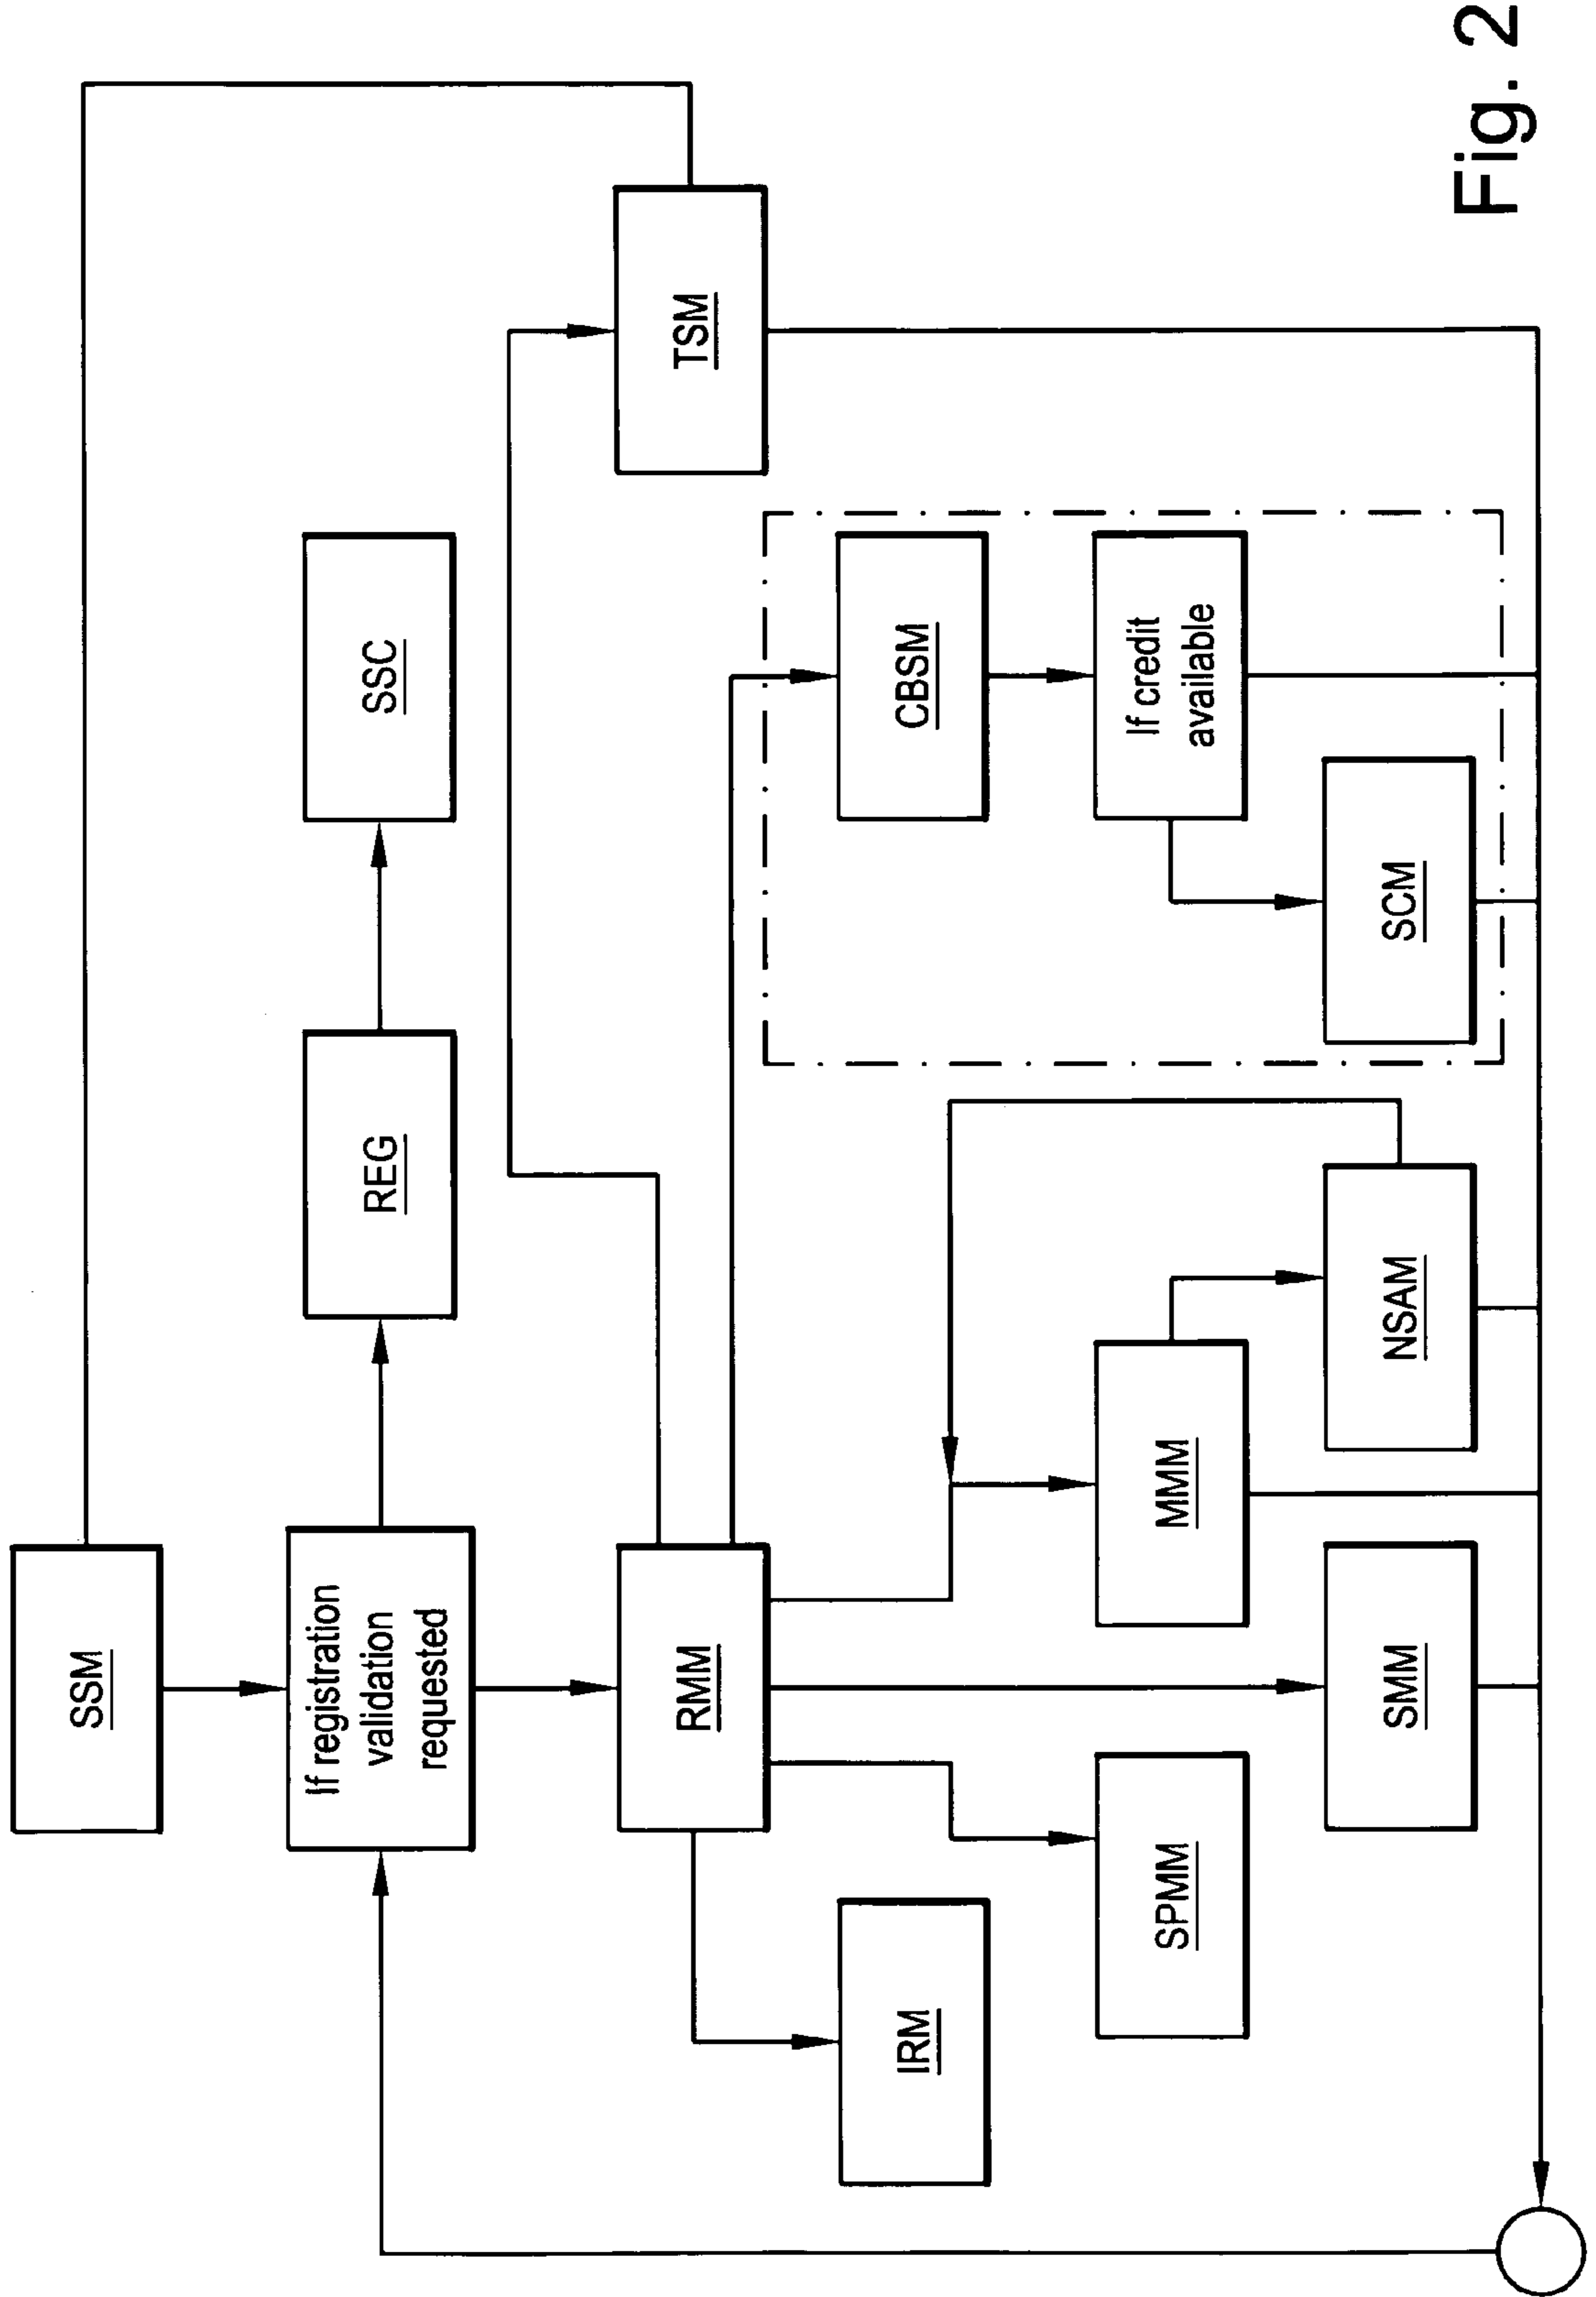 SSM
If registration
validation
requested
REG
SSC
RMM
TSM
IRM
CBSM
SPMM
MMM
If credit
available
SMM
NSAM
SCM
Fig. 2